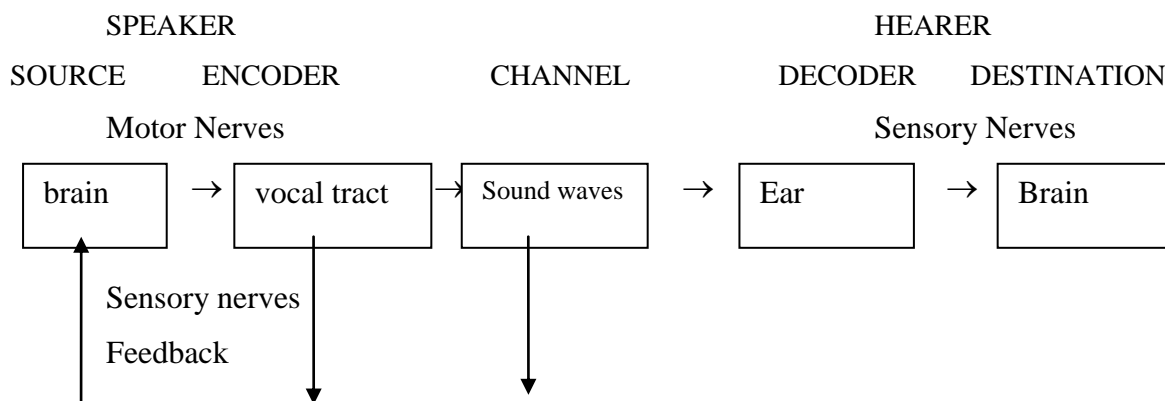 SPEAKER HEARER
SOURCE ENCODER CHANNEL DECODER DESTINATION
Motor Nerves Sensory Nerves
brain → vocal tract → Sound waves → Ear → Brain
Sensory nerves
Feedback